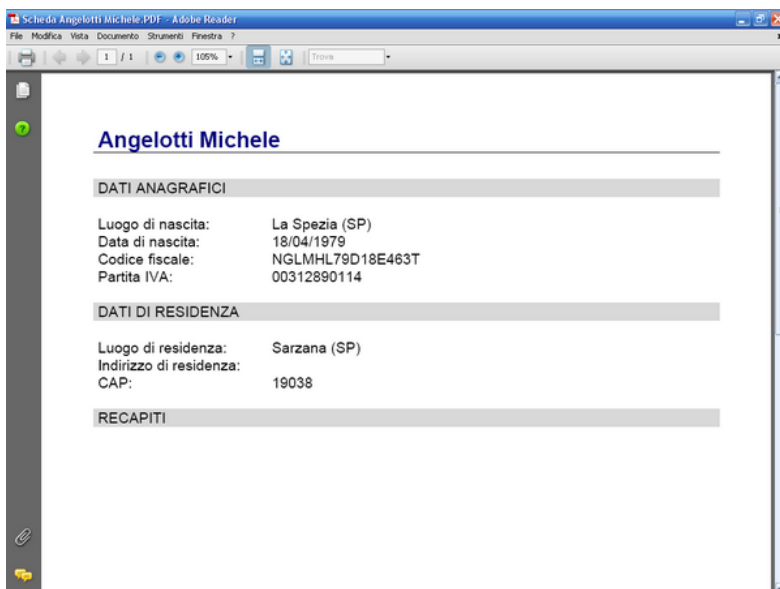 Scheda Angelotti Michele.PDF - Adobe Reader
File Modifica Vista Documento Strumenti Finestra ?
1 / 1 105% Trova
Angelotti Michele
DATI ANAGRAFICI
Luogo di nascita: La Spezia (SP)
Data di nascita: 18/04/1979
Codice fiscale: NGLMHL79D18E463T
Partita IVA: 00312890114
DATI DI RESIDENZA
Luogo di residenza: Sarzana (SP)
Indirizzo di residenza:
CAP: 19038
RECAPITI